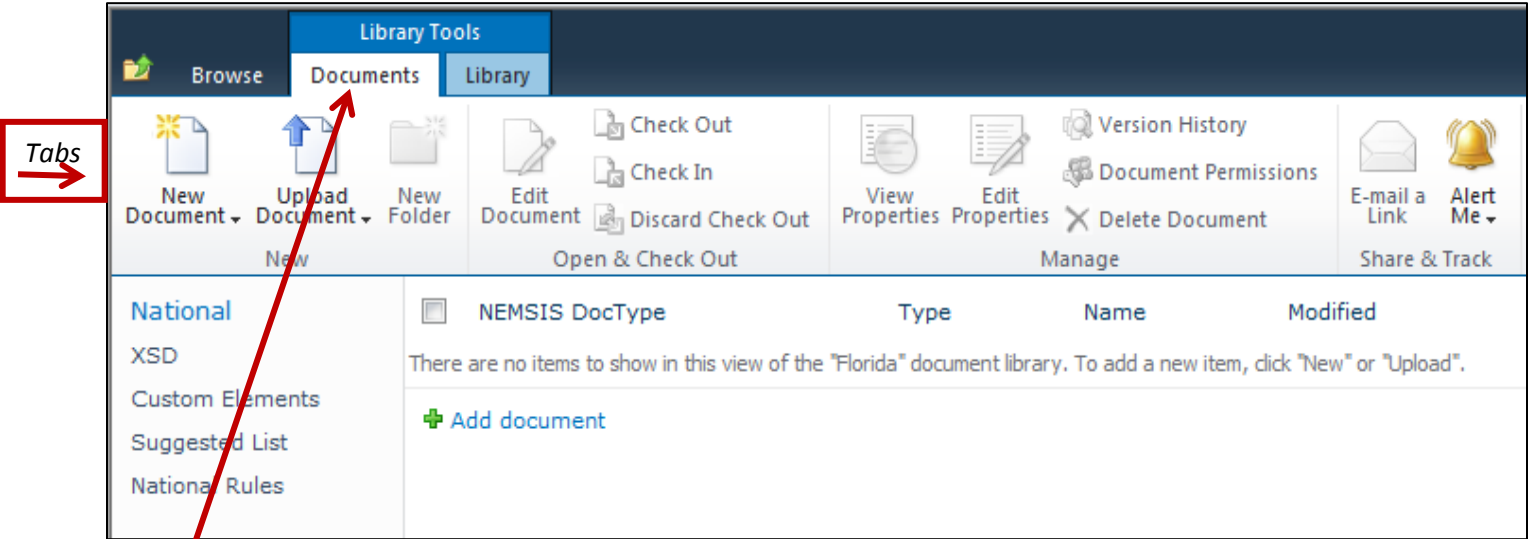 Library Tools
Browse Documents Library
Tabs
New Document
Upload Document
New Folder
Edit Document
Check Out
Check In
Discard Check Out
View Properties
Edit Properties
Version History
Document Permissions
Delete Document
E-mail a Link
Alert Me
New Open & Check Out Manage Share & Track
National
XSD
Custom Elements
Suggested List
National Rules
NEMSIS DocType Type Name Modified
There are no items to show in this view of the "Florida" document library. To add a new item, click "New" or "Upload".
Add document